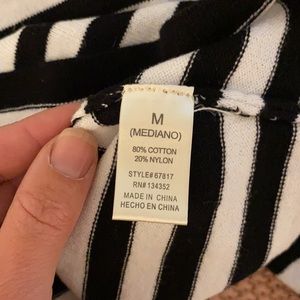 M
(MEDIANO)
80% COTTON
20% NYLON
STYLE# 67817
RN# 134352
MADE IN CHINA
HECHO EN CHINA